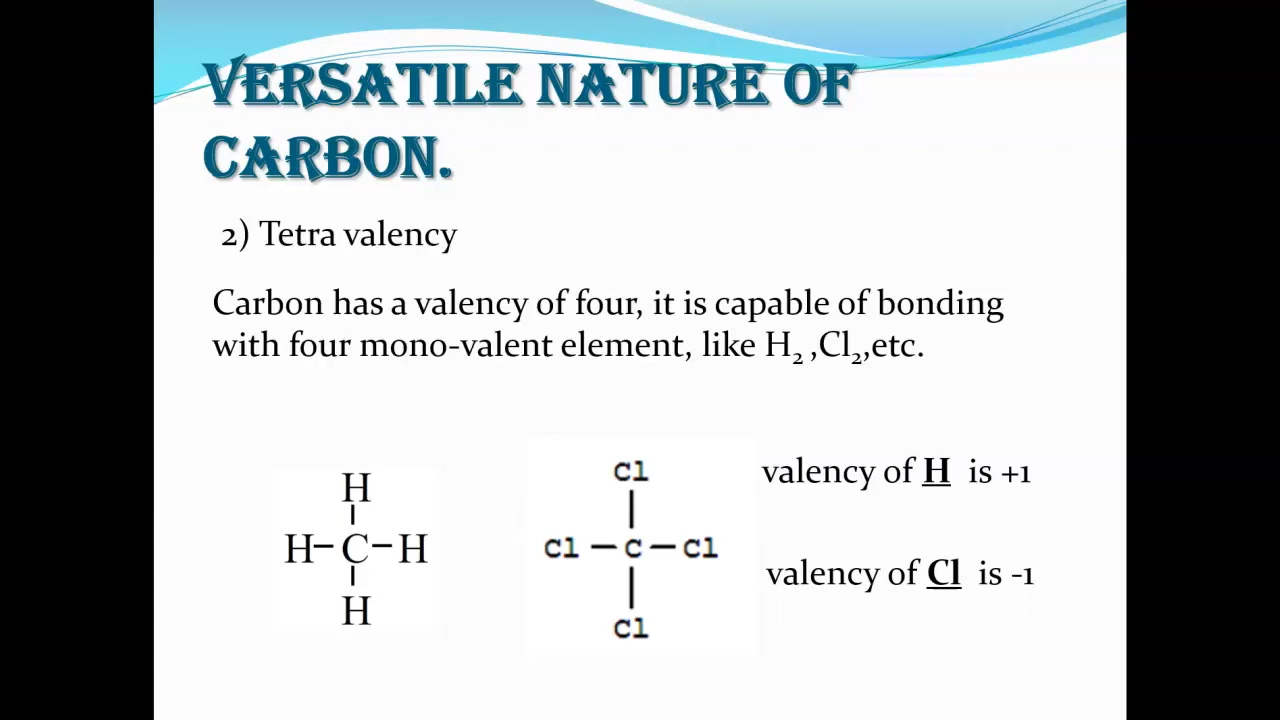 Versatile Nature of
Carbon.
2) Tetra valency
Carbon has a valency of four, it is capable of bonding
with four mono-valent element, like H₂ ,Cl₂,etc.
H
H–C–H
H
Cl
Cl–C–Cl
Cl
valency of H is +1
valency of Cl is -1